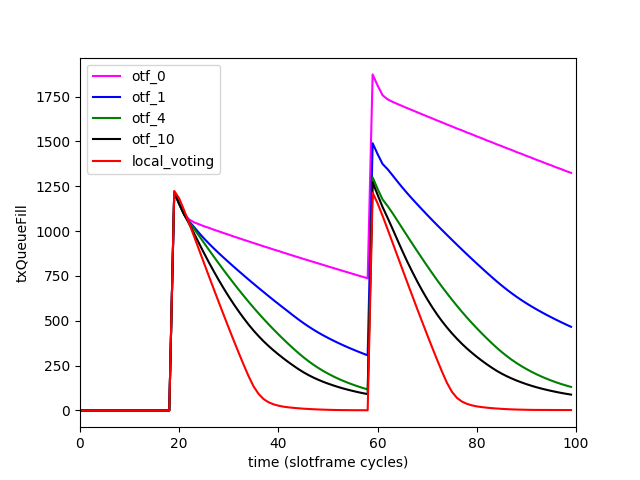 otf_0
otf_1
otf_4
otf_10
local_voting
txQueueFill
1750
1500
1250
1000
750
500
250
0
0 20 40 60 80 100
time (slotframe cycles)